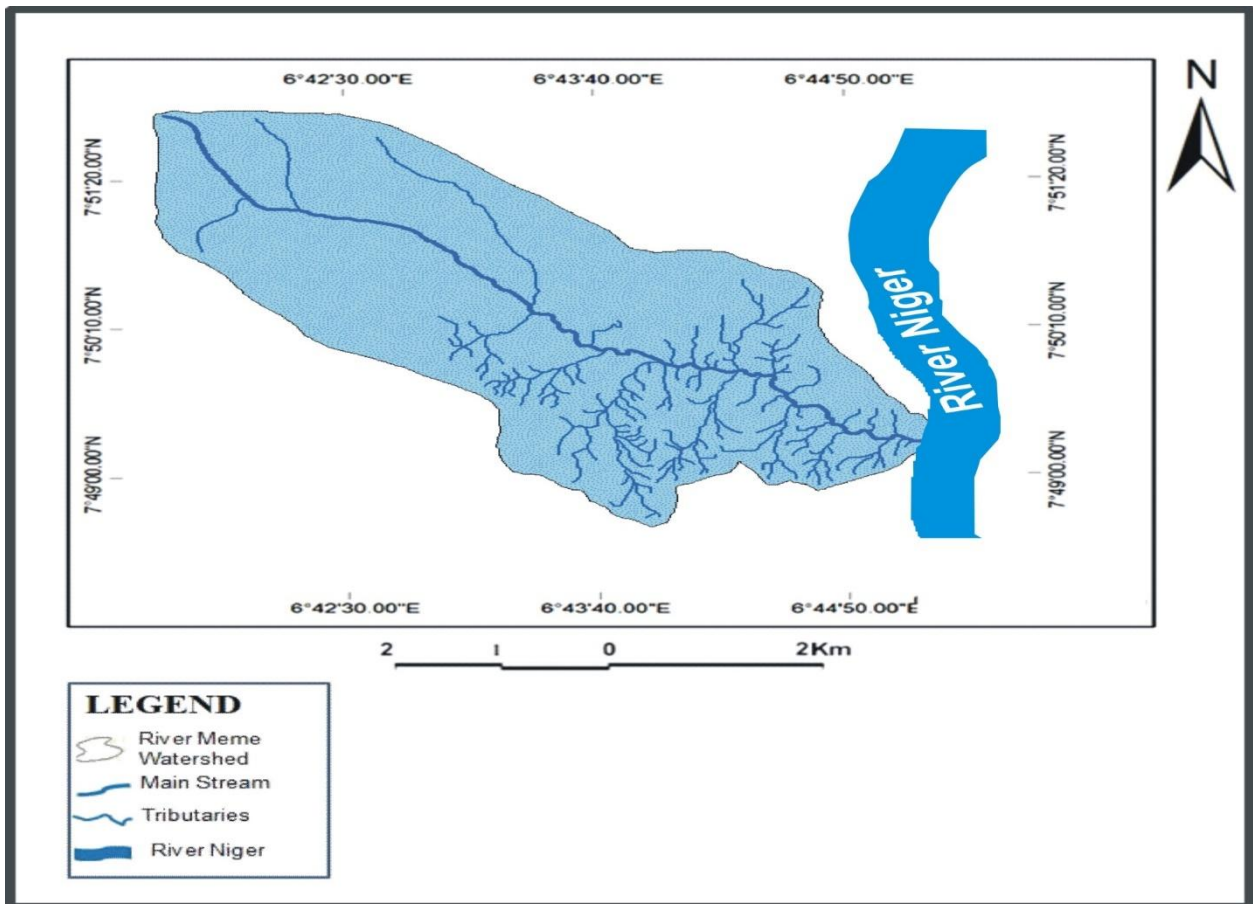 N
6°42'30.00"E 6°43'40.00"E 6°44'50.00"E
7°51'20.00"N
7°50'10.00"N
7°49'00.00"N
River Niger
7°51'20.00"N
7°50'10.00"N
7°49'00.00"N
6°42'30.00"E 6°43'40.00"E 6°44'50.00"E
2 1 0 2Km
LEGEND
River Meme
Watershed
Main Stream
Tributaries
River Niger